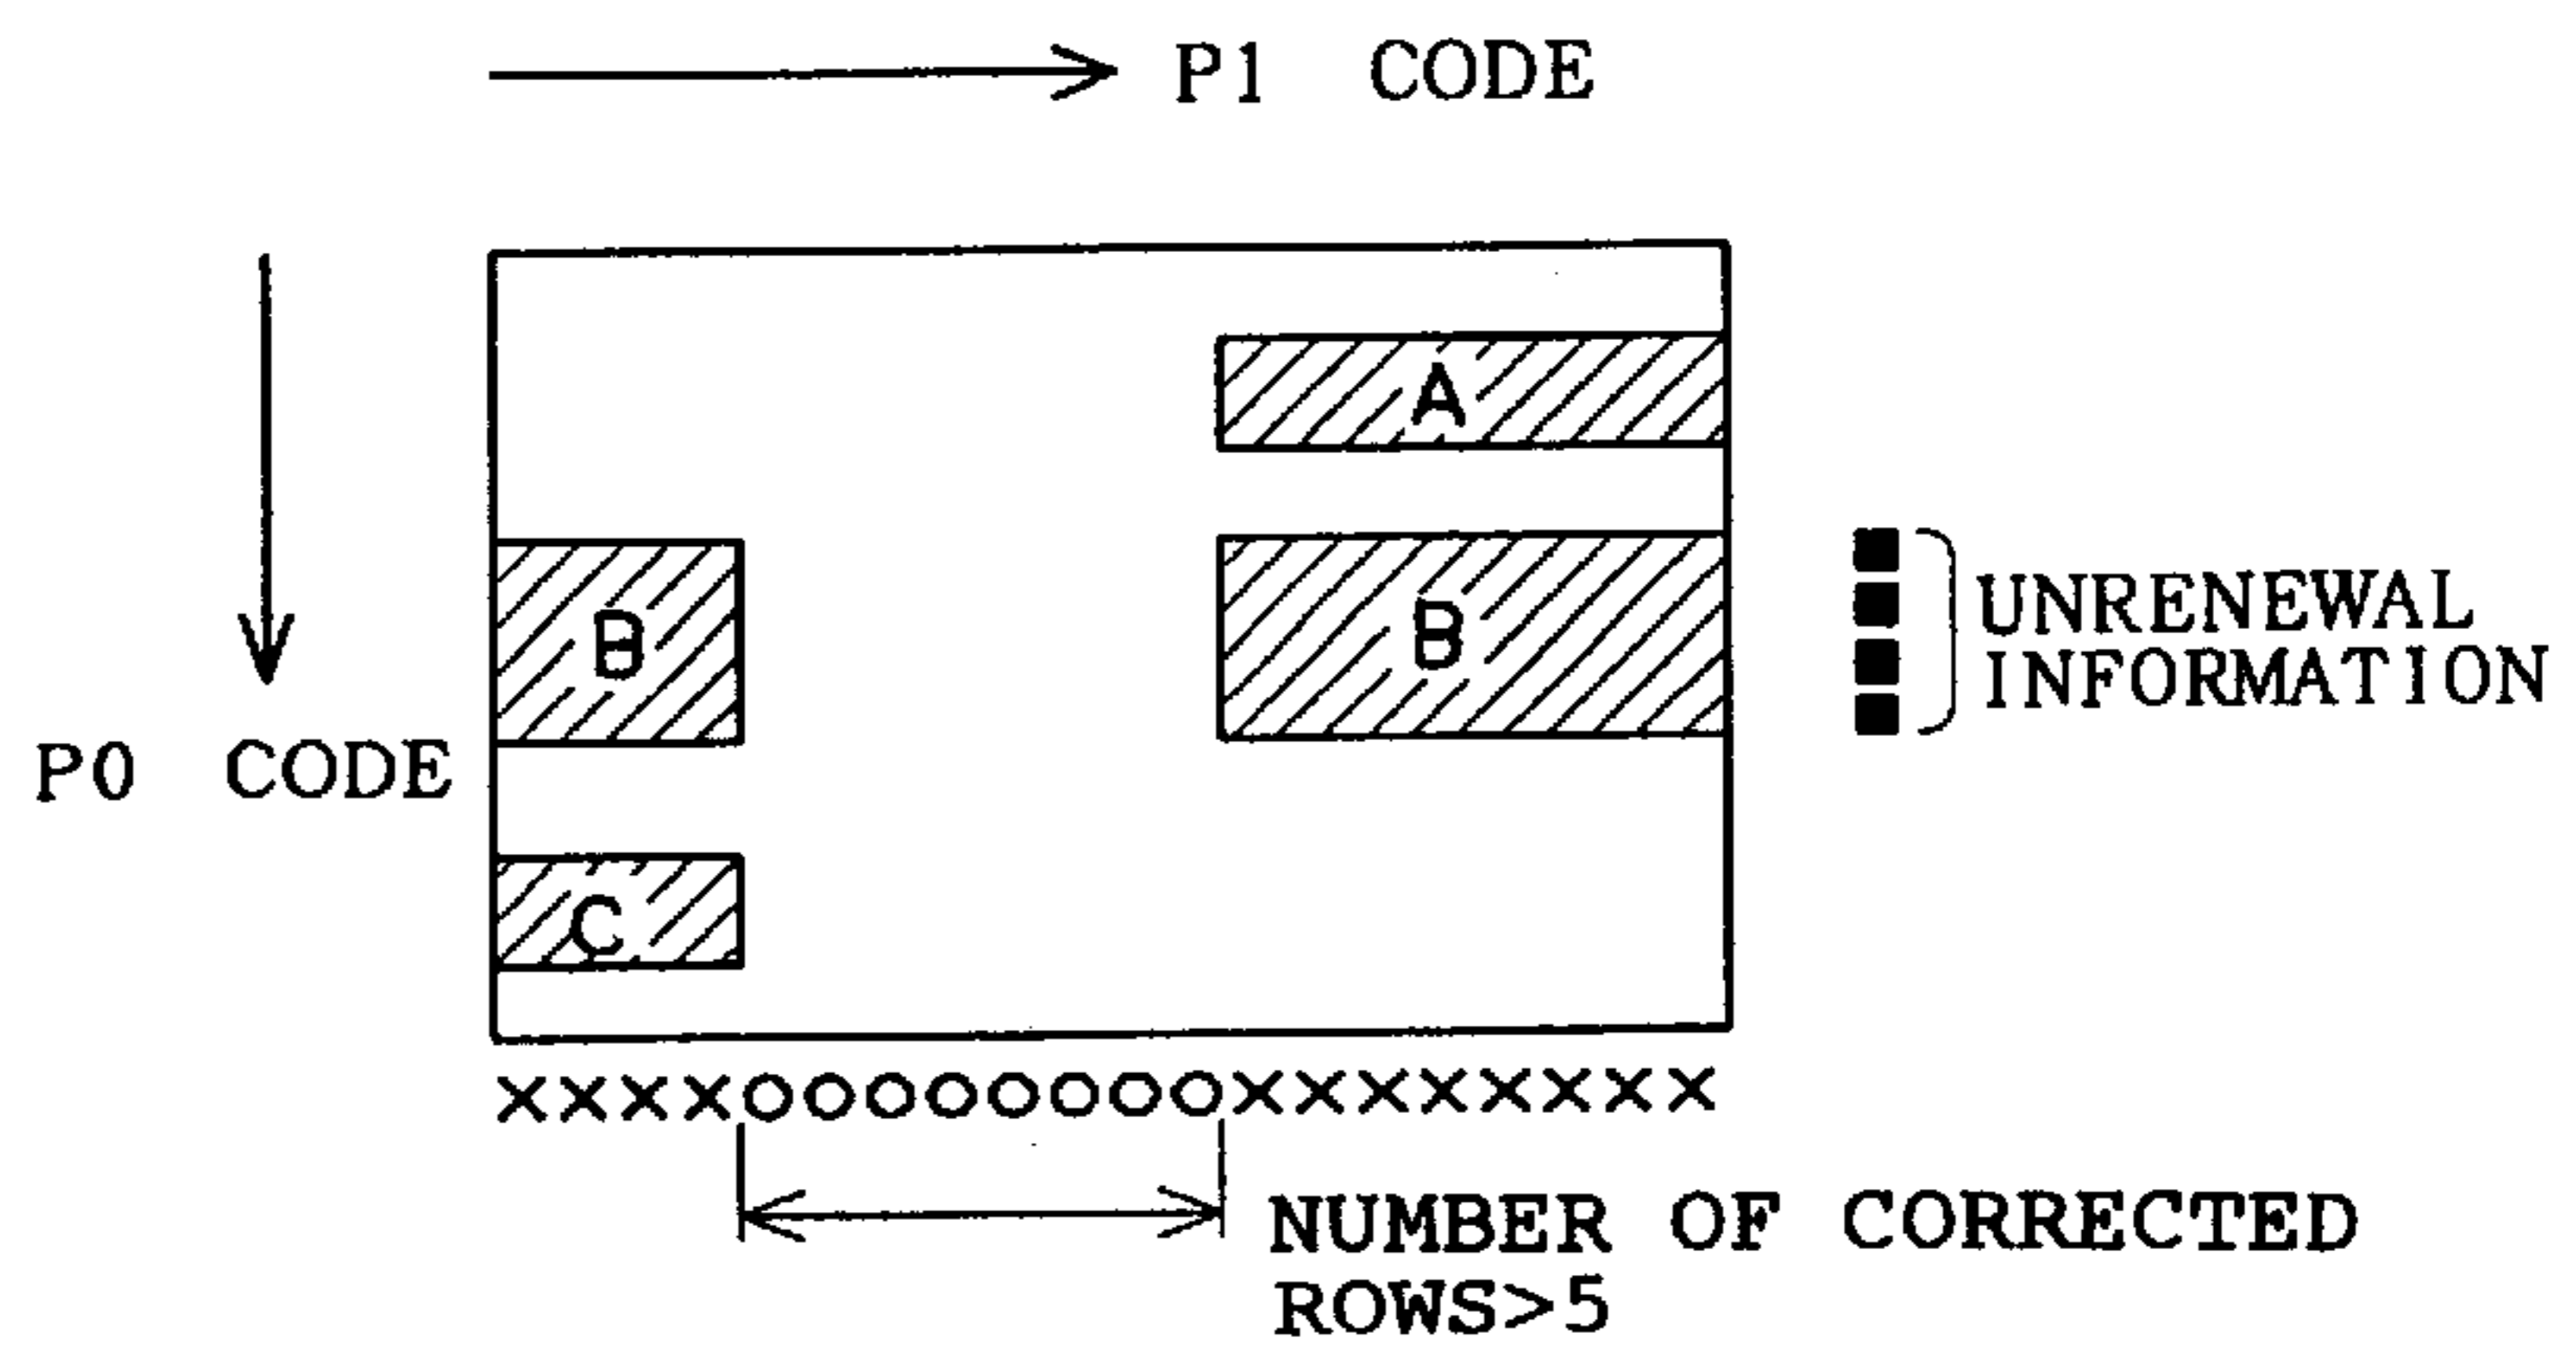 P1 CODE
A
B
B
UNRENEWAL
INFORMATION
P0 CODE
C
××××○○○○○○○○××××××××
NUMBER OF CORRECTED
ROWS>5